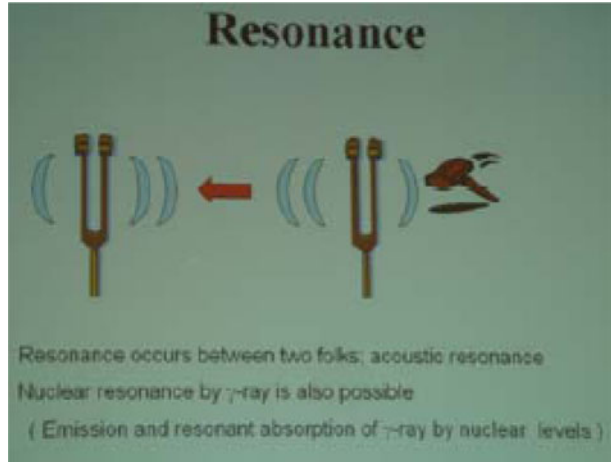 Resonance
Resonance occurs between two folks; acoustic resonance
Nuclear resonance by γ-ray is also possible
( Emission and resonant absorption of γ-ray by nuclear levels )